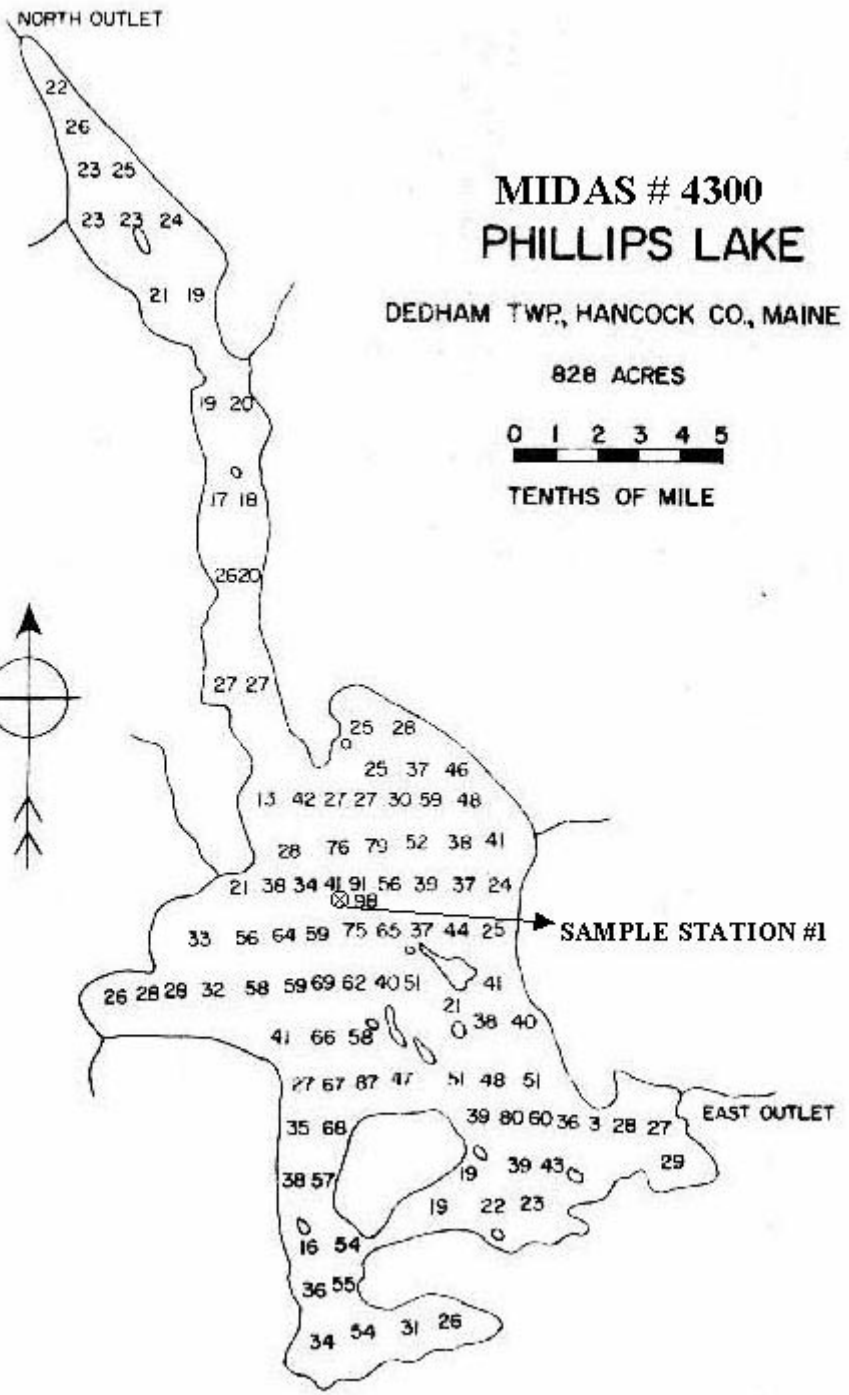 NORTH OUTLET
22
26
23 25
MIDAS # 4300
23 23 24
PHILLIPS LAKE
21 19
DEDHAM TWP., HANCOCK CO., MAINE
828 ACRES
19 20
0 1 2 3 4 5
17 18
TENTHS OF MILE
26 20
27 27
25 28
25 37 46
13 42 27 27 30 59 48
28 76 79 52 38 41
21 38 34 41 91 56 39 37 24
98
33 56 64 59 75 65 37 44 25
SAMPLE STATION #1
26 28 28 32 58 59 69 62 40 51 41
21
41 66 58 38 40
27 67 87 47 51 48 51
35 68 39 80 60 36 3 28 27
EAST OUTLET
38 57 19 39 43 29
19 22 23
16 54
36 55
34 54 31 26